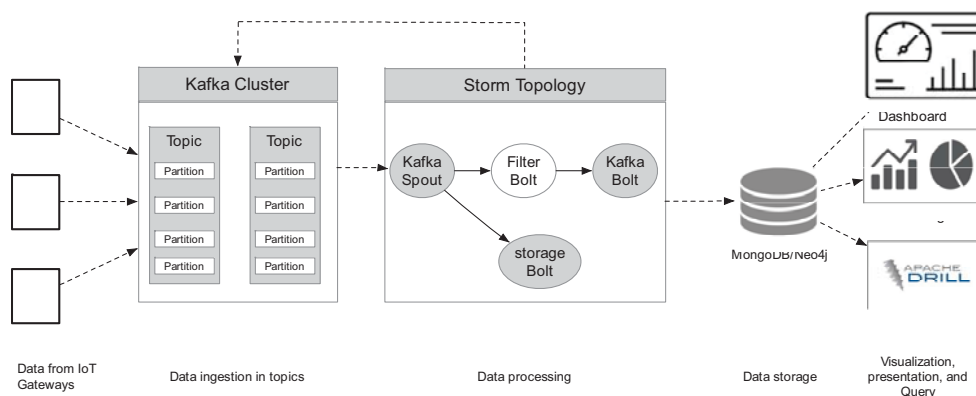 Kafka Cluster
Topic
Partition
Partition
Partition
Partition
Topic
Partition
Partition
Partition
Partition
Storm Topology
Kafka
Spout
Filter
Bolt
Kafka
Bolt
storage
Bolt
MongoDB/Neo4j
Dashboard
APACHE
DRILL
Data from IoT
Gateways
Data ingestion in topics
Data processing
Data storage
Visualization,
presentation, and
Query